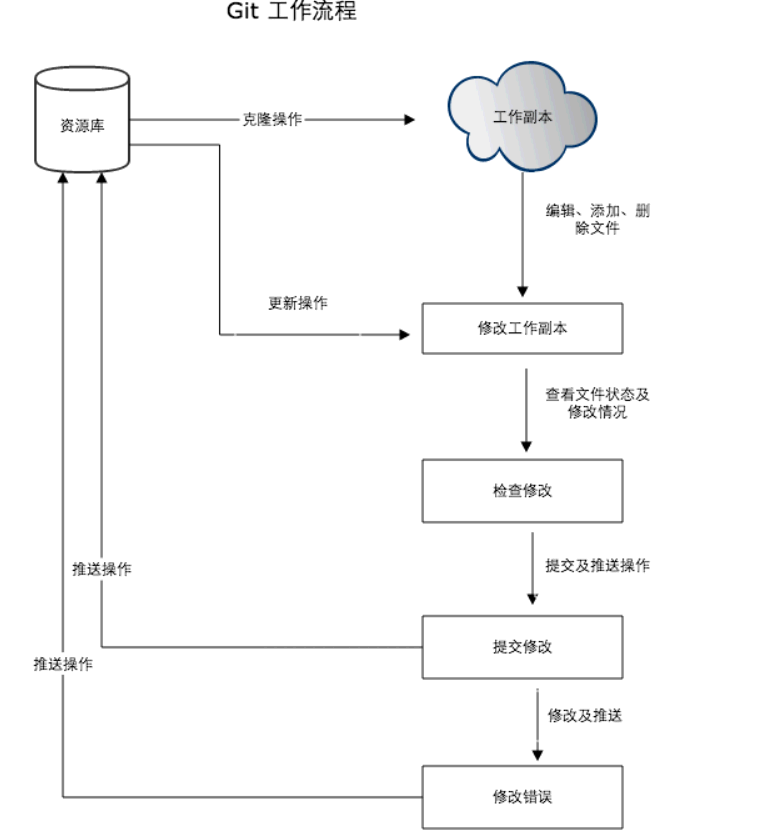 Git 工作流程
资源库
克隆操作
工作副本
编辑、添加、删
除文件
更新操作
修改工作副本
查看文件状态及
修改情况
检查修改
推送操作
提交及推送操作
提交修改
推送操作
修改及推送
修改错误